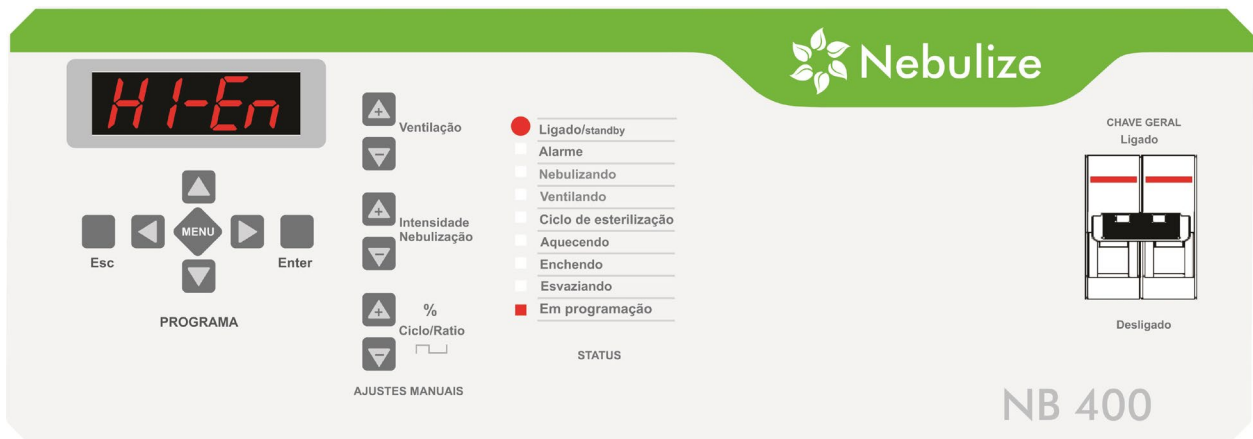 Nebulize
H1-En
Esc
MENU
Enter
PROGRAMA
+
Ventilação
−
+
Intensidade
Nebulização
−
+
%
Ciclo/Ratio
−
AJUSTES MANUAIS
Ligado/standby
Alarme
Nebulizando
Ventilando
Ciclo de esterilização
Aquecendo
Enchendo
Esvaziando
Em programação
STATUS
CHAVE GERAL
Ligado
Desligado
NB 400